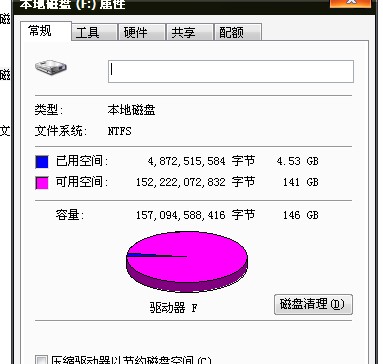 本地磁盘 (F:) 属性
常规 工具 硬件 共享 配额
磁
磁
类型: 本地磁盘
文
文件系统: NTFS
已用空间: 4,872,515,584 字节 4.53 GB
可用空间: 152,222,072,832 字节 141 GB
容量: 157,094,588,416 字节 146 GB
驱动器 F
磁盘清理(D)
压缩驱动器以节约磁盘空间(C)